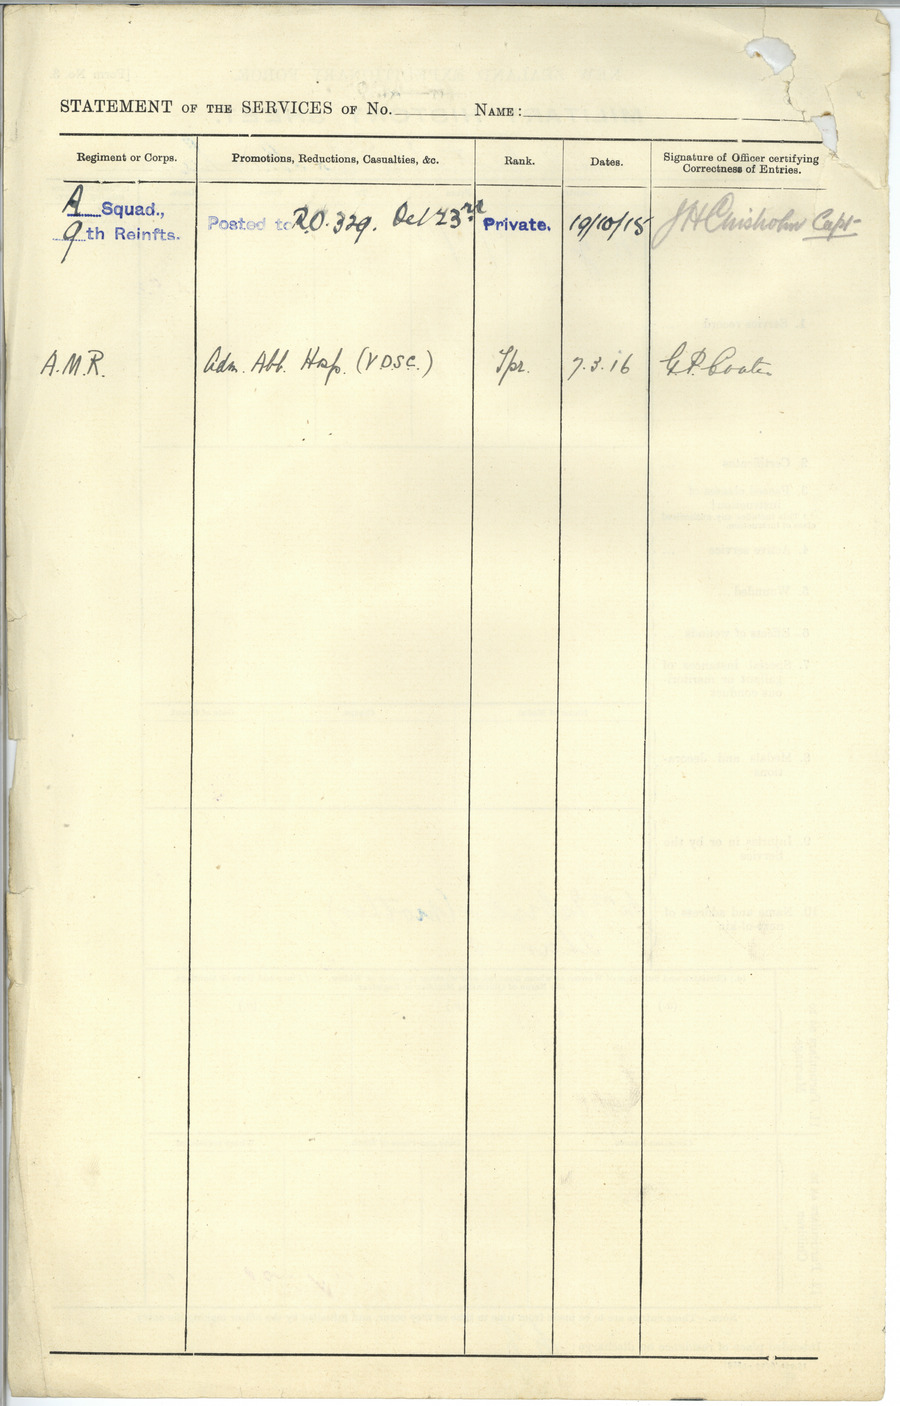 STATEMENT OF THE SERVICES OF No. NAME:
Regiment or Corps. Promotions, Reductions, Casualties, &c. Rank. Dates. Signature of Officer certifying Correctness of Entries.
A Squad.,
9th Reinfts. Posted to R.O. 329. Oct 23rd Private. 19/10/15 J H Chisholm Capt
A.M.R. Adm. Abb. Hosp. (V.D.S.C.) Tpr. 7.3.16 G P. Coates